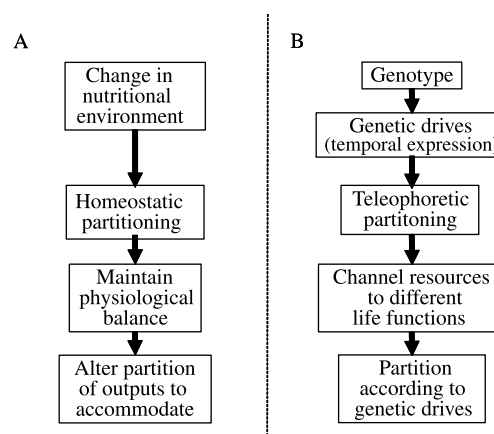 A
Change in
nutritional
environment
Homeostatic
partitioning
Maintain
physiological
balance
Alter partition
of outputs to
accommodate
B
Genotype
Genetic drives
(temporal expression)
Teleophoretic
partitoning
Channel resources
to different
life functions
Partition
according to
genetic drives